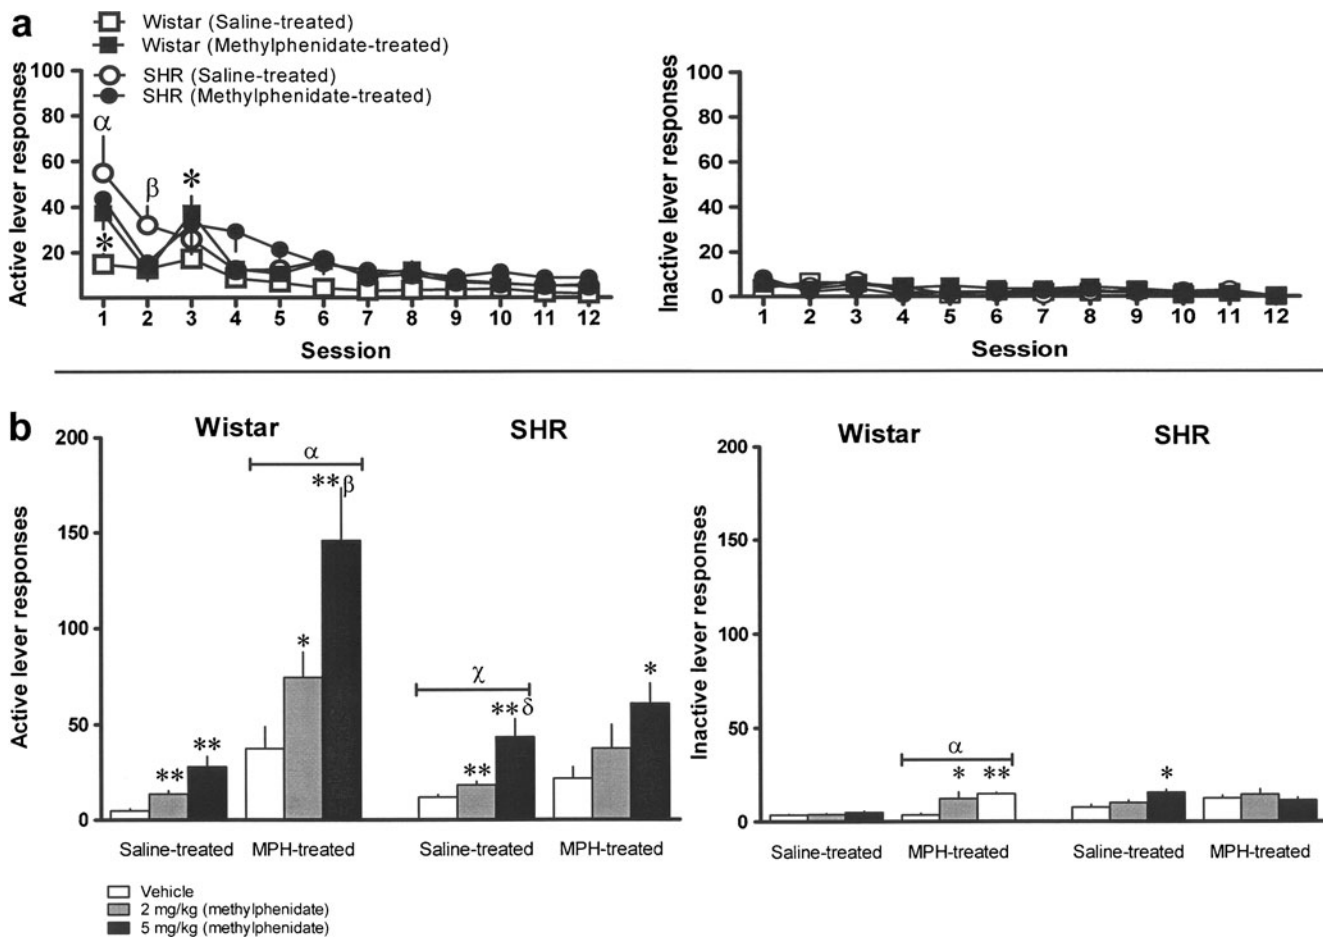 a
Wistar (Saline-treated)
Wistar (Methylphenidate-treated)
SHR (Saline-treated)
SHR (Methylphenidate-treated)
Active lever responses
100
80
60
40
20
α
β
*
*
1 2 3 4 5 6 7 8 9 10 11 12
Session
Inactive lever responses
100
80
60
40
20
0
1 2 3 4 5 6 7 8 9 10 11 12
Session
b
Wistar SHR
Active lever responses
200
150
100
50
0
α
**β
*
** **
χ
**δ
**
*
Saline-treated MPH-treated Saline-treated MPH-treated
Vehicle
2 mg/kg (methylphenidate)
5 mg/kg (methylphenidate)
Wistar SHR
Inactive lever responses
200
150
100
50
0
α
* **
*
Saline-treated MPH-treated Saline-treated MPH-treated